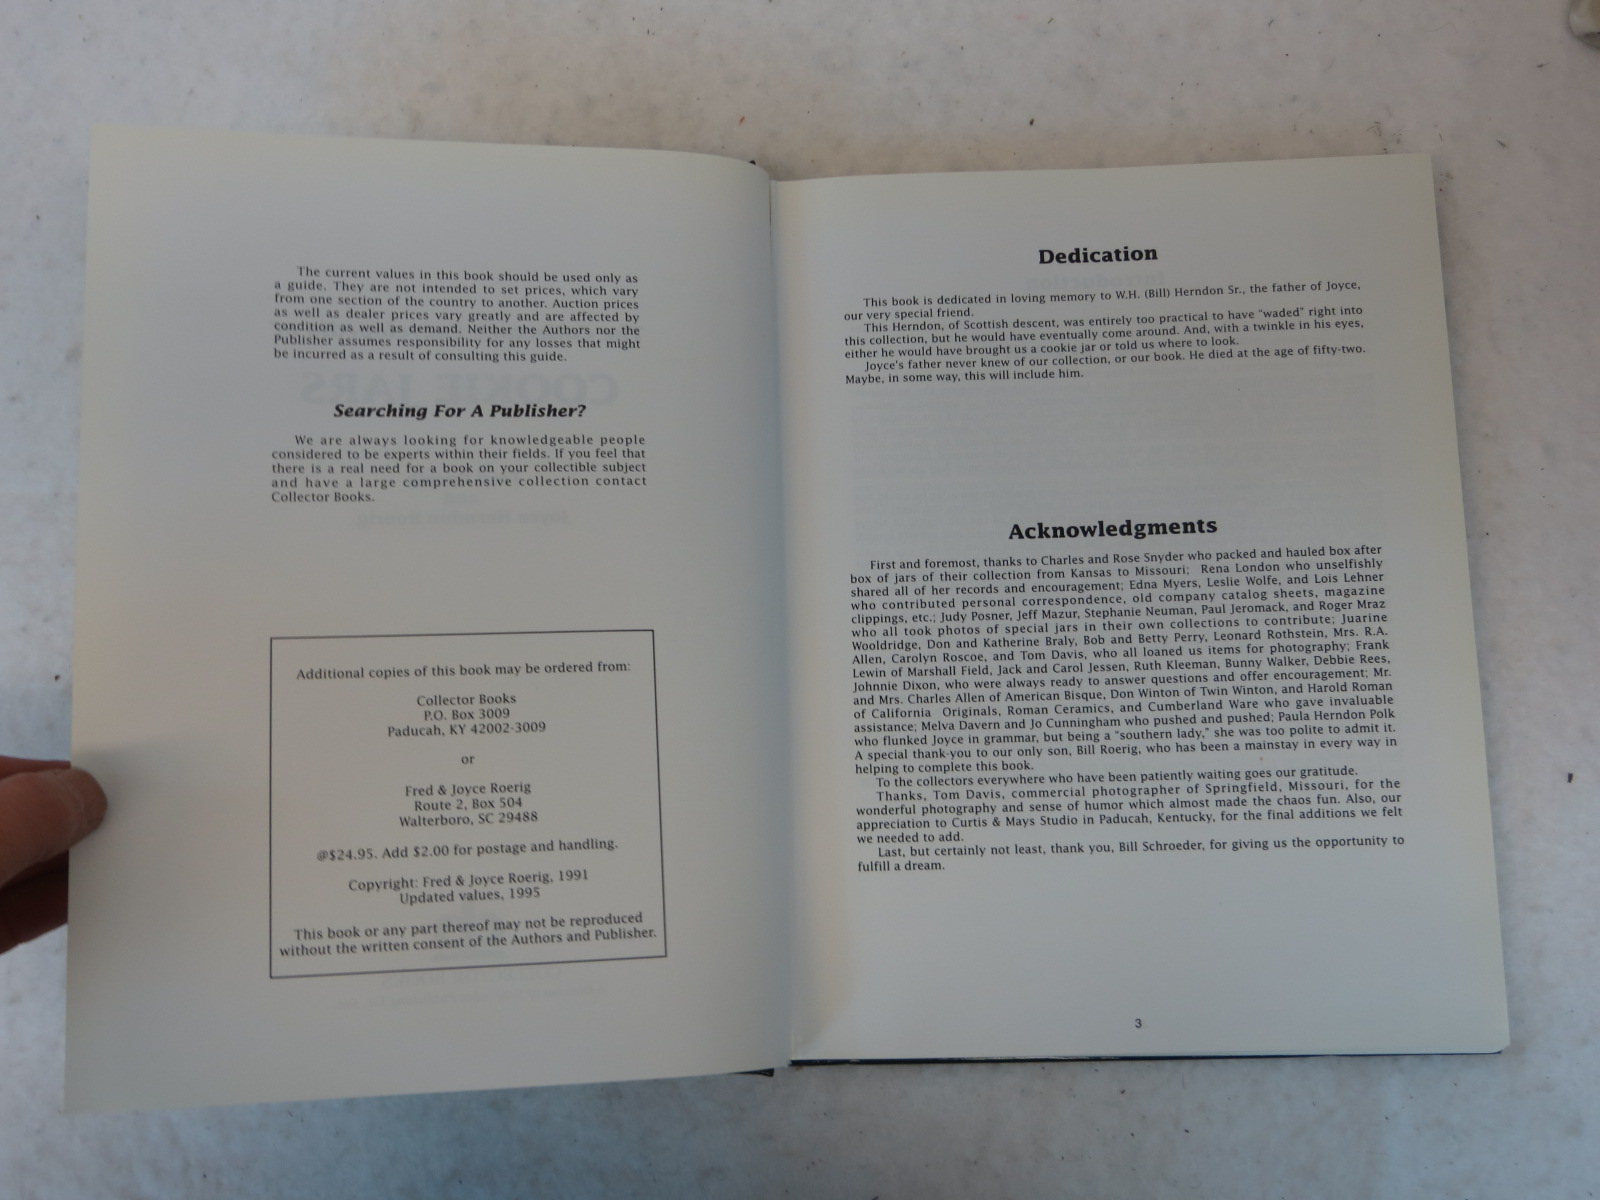 The current values in this book should be used only as
a guide. They are not intended to set prices, which vary
from one section of the country to another. Auction prices
as well as dealer prices vary greatly and are affected by
condition as well as demand. Neither the Authors nor the
Publisher assumes responsibility for any losses that might
be incurred as a result of consulting this guide.
Searching For A Publisher?
We are always looking for knowledgeable people
considered to be experts within their fields. If you feel that
there is a real need for a book on your collectible subject
and have a large comprehensive collection contact
Collector Books.
Additional copies of this book may be ordered from:
Collector Books
P.O. Box 3009
Paducah, KY 42002-3009
or
Fred & Joyce Roerig
Route 2, Box 504
Walterboro, SC 29488
@$24.95. Add $2.00 for postage and handling.
Copyright: Fred & Joyce Roerig, 1991
Updated values, 1995
This book or any part thereof may not be reproduced
without the written consent of the Authors and Publisher.
Dedication
This book is dedicated in loving memory to W.H. (Bill) Herndon Sr., the father of Joyce,
our very special friend.
This Herndon, of Scottish descent, was entirely too practical to have "waded" right into
this collection, but he would have eventually come around. And, with a twinkle in his eyes,
either he would have brought us a cookie jar or told us where to look.
Joyce's father never knew of our collection, or our book. He died at the age of fifty-two.
Maybe, in some way, this will include him.
Acknowledgments
First and foremost, thanks to Charles and Rose Snyder who packed and hauled box after
box of jars of their collection from Kansas to Missouri; Rena London who unselfishly
shared all of her records and encouragement; Edna Myers, Leslie Wolfe, and Lois Lehner
who contributed personal correspondence, old company catalog sheets, magazine
clippings, etc.; Judy Posner, Jeff Mazur, Stephanie Neuman, Paul Jeromack, and Roger Mraz
who all took photos of special jars in their own collections to contribute; Juarine
Wooldridge, Don and Katherine Braly, Bob and Betty Perry, Leonard Rothstein, Mrs. R.A.
Allen, Carolyn Roscoe, and Tom Davis, who all loaned us items for photography; Frank
Lewin of Marshall Field, Jack and Carol Jessen, Ruth Kleeman, Bunny Walker, Debbie Rees,
Johnnie Dixon, who were always ready to answer questions and offer encouragement; Mr.
and Mrs. Charles Allen of American Bisque, Don Winton of Twin Winton, and Harold Roman
of California Originals, Roman Ceramics, and Cumberland Ware who gave invaluable
assistance; Melva Davern and Jo Cunningham who pushed and pushed; Paula Herndon Polk
who flunked Joyce in grammar, but being a "southern lady," she was too polite to admit it.
A special thank-you to our only son, Bill Roerig, who has been a mainstay in every way in
helping to complete this book.
To the collectors everywhere who have been patiently waiting goes our gratitude.
Thanks, Tom Davis, commercial photographer of Springfield, Missouri, for the
wonderful photography and sense of humor which almost made the chaos fun. Also, our
appreciation to Curtis & Mays Studio in Paducah, Kentucky, for the final additions we felt
we needed to add.
Last, but certainly not least, thank you, Bill Schroeder, for giving us the opportunity to
fulfill a dream.
3